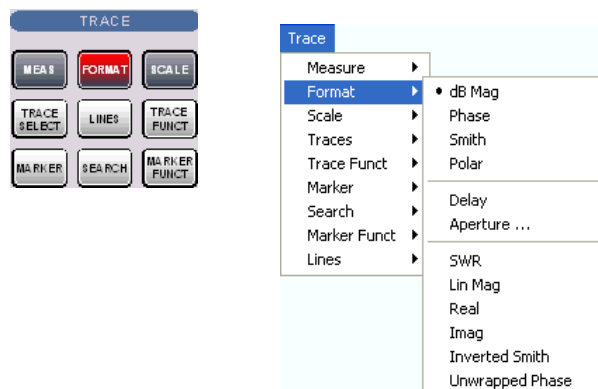 TRACE
MEAS FORMAT SCALE
TRACE SELECT LINES TRACE FUNCT
MARKER SEARCH MARKER FUNCT
Trace
Measure
Format
Scale
Traces
Trace Funct
Marker
Search
Marker Funct
Lines
dB Mag
Phase
Smith
Polar
Delay
Aperture ...
SWR
Lin Mag
Real
Imag
Inverted Smith
Unwrapped Phase